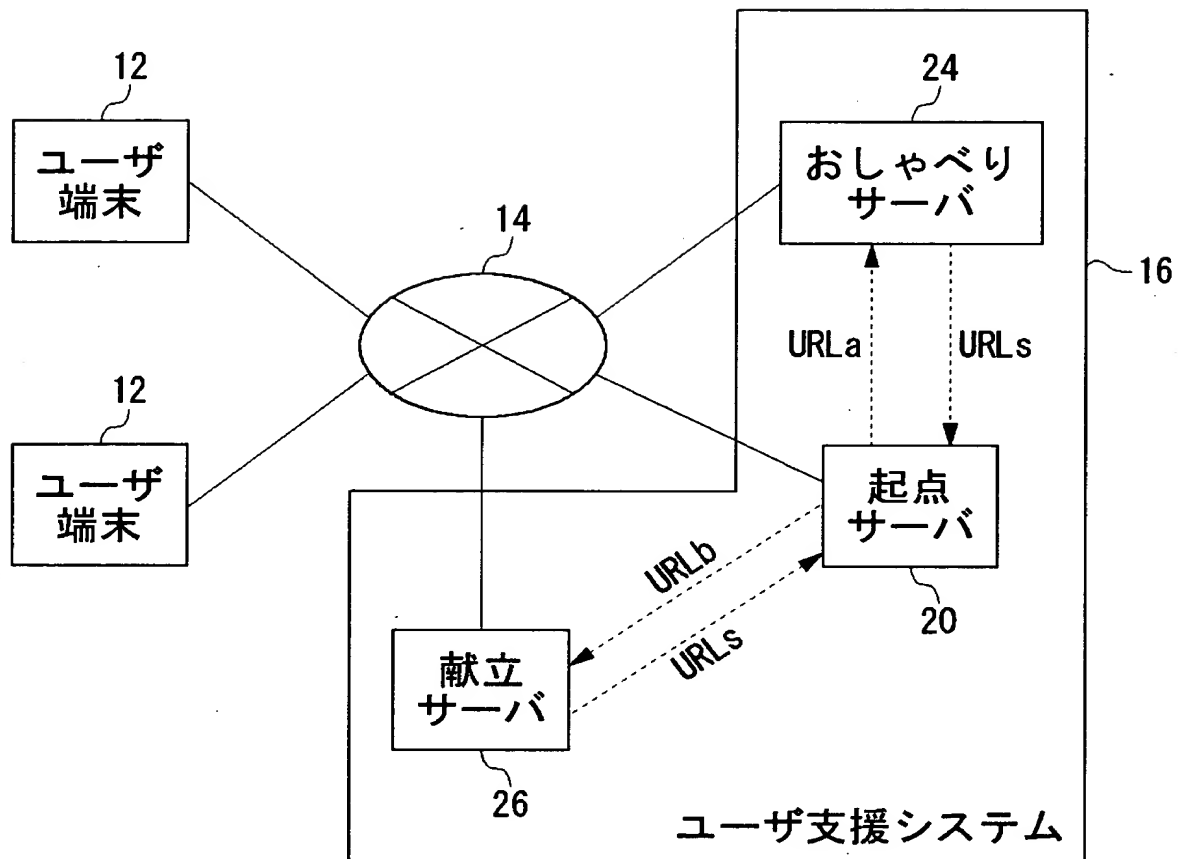 12
ユーザ
端末
24
おしゃべり
サーバ
14
16
URLa
URLs
12
ユーザ
端末
起点
サーバ
20
URLb
URLs
献立
サーバ
26
ユーザ支援システム